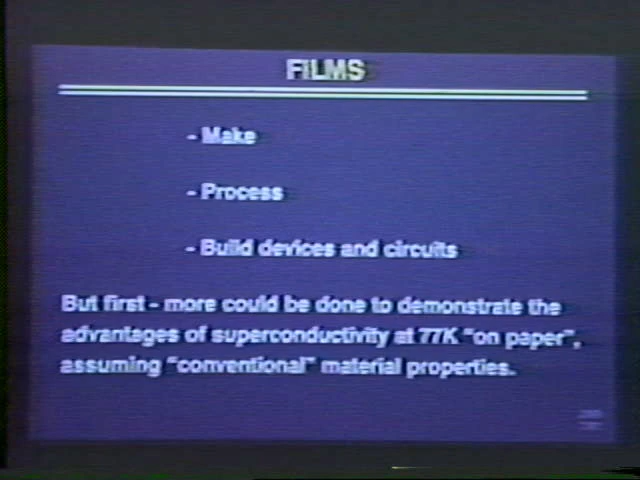 FILMS
- Make
- Process
- Build devices and circuits
But first - more could be done to demonstrate the
advantages of superconductivity at 77K "on paper",
assuming "conventional" material properties.